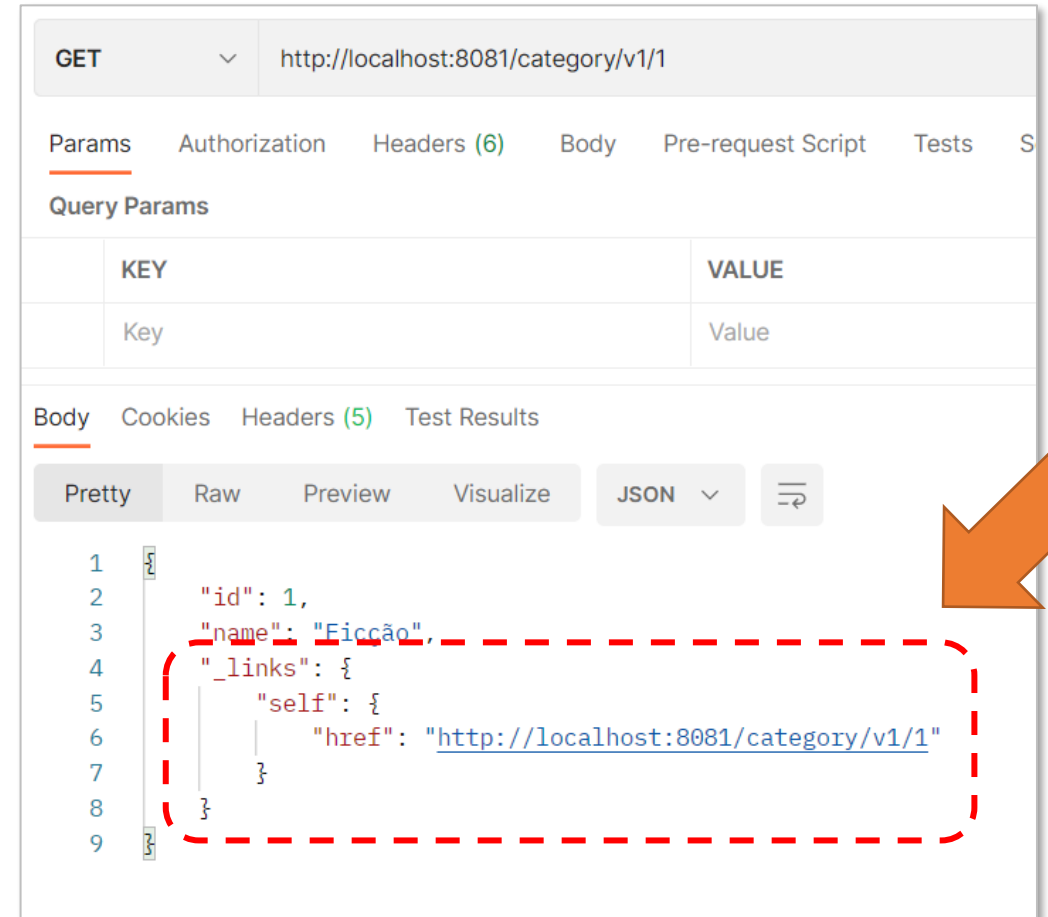 GET http://localhost:8081/category/v1/1
Params Authorization Headers (6) Body Pre-request Script Tests S
Query Params
KEY VALUE
Key Value
Body Cookies Headers (5) Test Results
Pretty Raw Preview Visualize JSON
1 {
2 "id": 1,
3 "name": "Ficção",
4 "_links": {
5 "self": {
6 "href": "http://localhost:8081/category/v1/1"
7 }
8 }
9 }